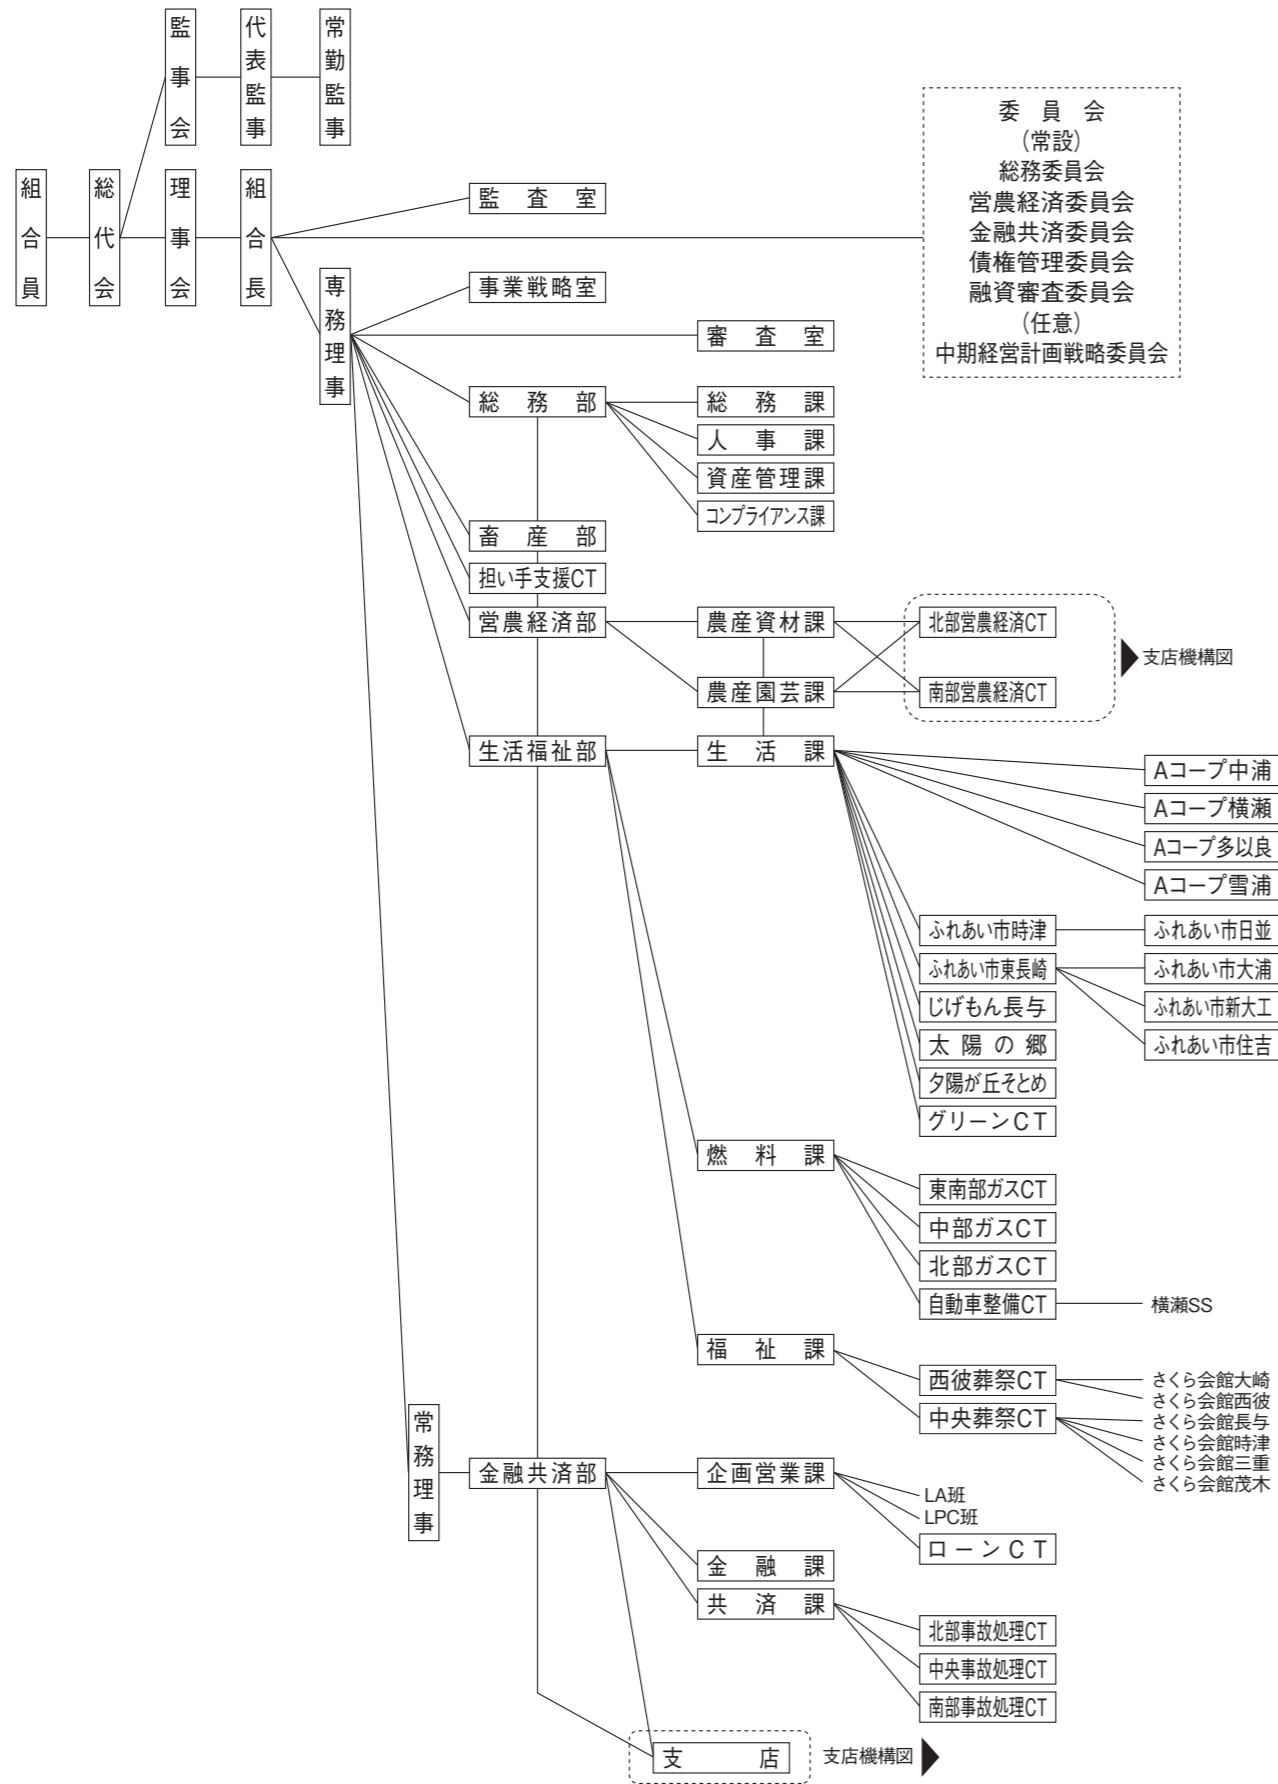 監事会
代表監事
常勤監事
組合員
総代会
理事会
組合長
監査室
委員会
(常設)
総務委員会
営農経済委員会
金融共済委員会
債権管理委員会
融資審査委員会
(任意)
中期経営計画戦略委員会
専務理事
事業戦略室
審査室
総務部
総務課
人事課
資産管理課
コンプライアンス課
畜産部
担い手支援CT
営農経済部
農産資材課
北部営農経済CT
支店機構図
農産園芸課
南部営農経済CT
生活福祉部
生活課
Aコープ中浦
Aコープ横瀬
Aコープ多以良
Aコープ雪浦
ふれあい市時津
ふれあい市日並
ふれあい市東長崎
ふれあい市大浦
じげもん長与
ふれあい市新大工
太陽の郷
ふれあい市住吉
夕陽が丘そとめ
グリーンCT
燃料課
東南部ガスCT
中部ガスCT
北部ガスCT
自動車整備CT
横瀬SS
福祉課
西彼葬祭CT
さくら会館大崎
さくら会館西彼
中央葬祭CT
さくら会館長与
さくら会館時津
さくら会館三重
さくら会館茂木
常務理事
金融共済部
企画営業課
LA班
LPC班
ローンCT
金融課
共済課
北部事故処理CT
中央事故処理CT
南部事故処理CT
支店
支店機構図